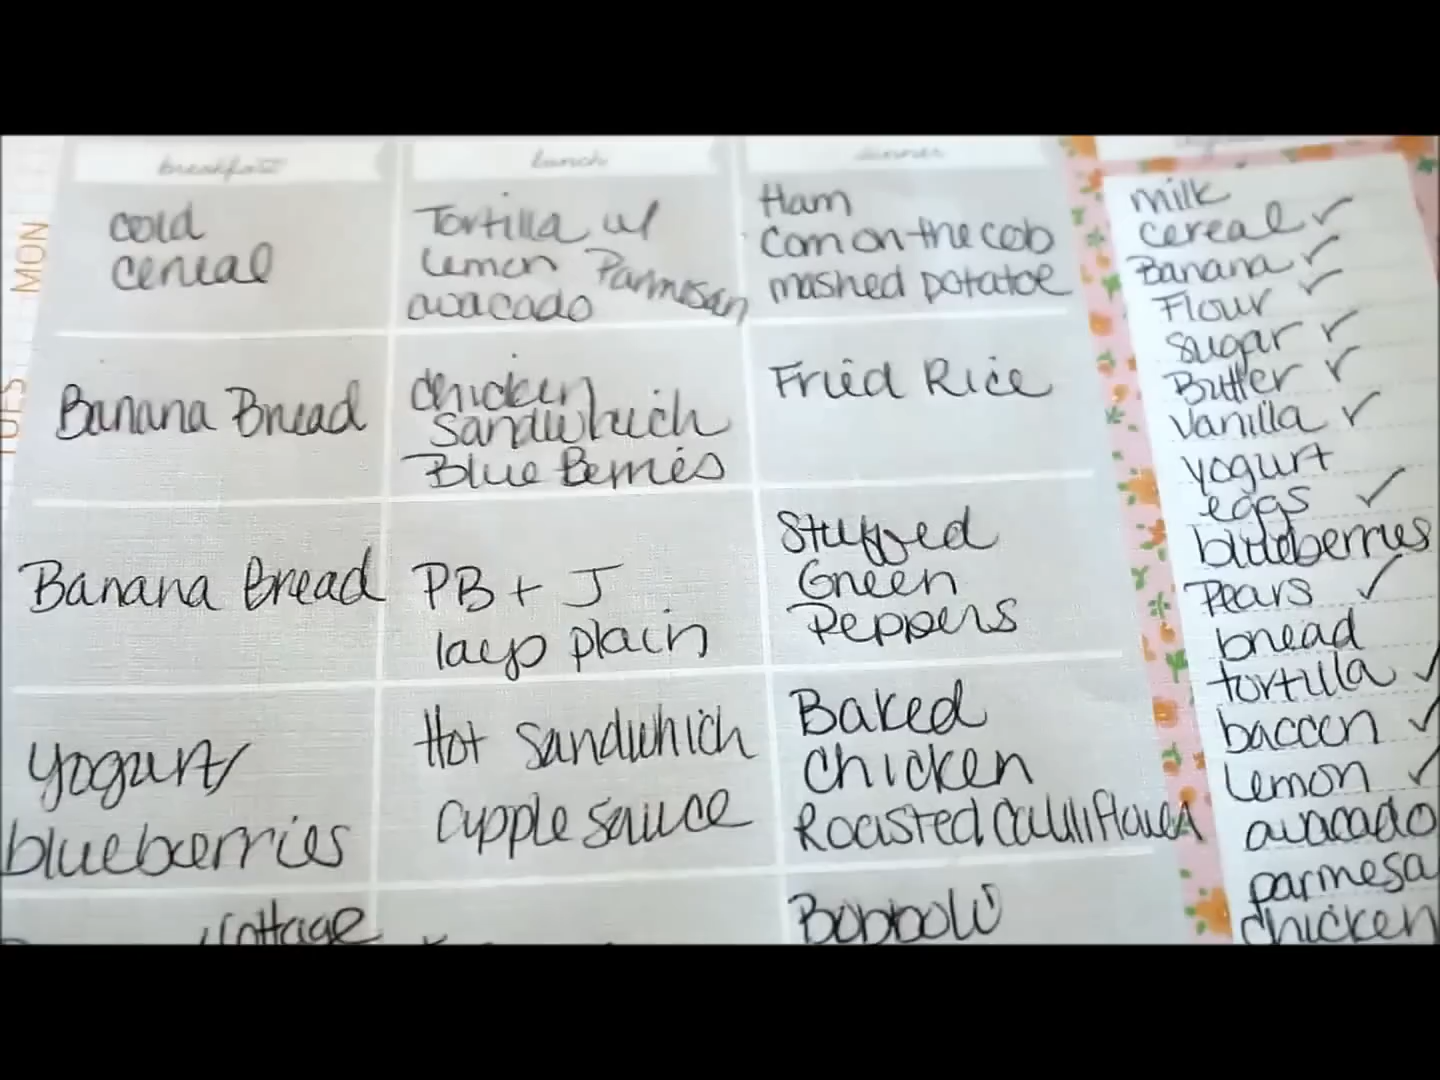 breakfast
lunch
dinner
MON
cold
cereal
Tortilla w/
lemon Parmesan
avacado
Ham
Corn on the cob
mashed potatoe
TUES
Banana Bread
chicken
sandwhich
Blue Berries
Fried Rice
Banana Bread
PB + J
lays plain
Stuffed
Green
Peppers
Yogurt/
blueberries
Hot Sandwhich
apple sauce
Baked
chicken
Roasted Cauliflower
cottage
Bobboli
milk
cereal ✓
Banana ✓
Flour ✓
sugar ✓
Butter ✓
vanilla ✓
yogurt
eggs ✓
blueberries
Pears ✓
bread
tortilla ✓
baccon ✓
lemon ✓
avacado
parmesa
chicken